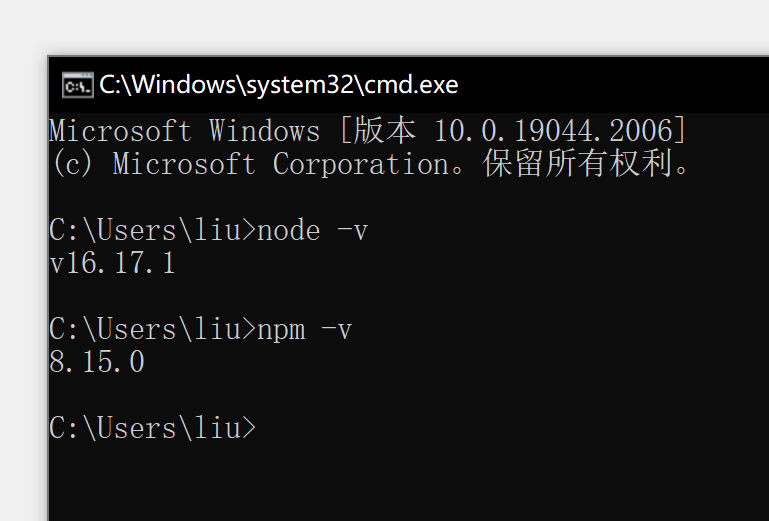 C:\Windows\system32\cmd.exe
Microsoft Windows [版本 10.0.19044.2006]
(c) Microsoft Corporation。保留所有权利。
C:\Users\liu>node -v
v16.17.1
C:\Users\liu>npm -v
8.15.0
C:\Users\liu>